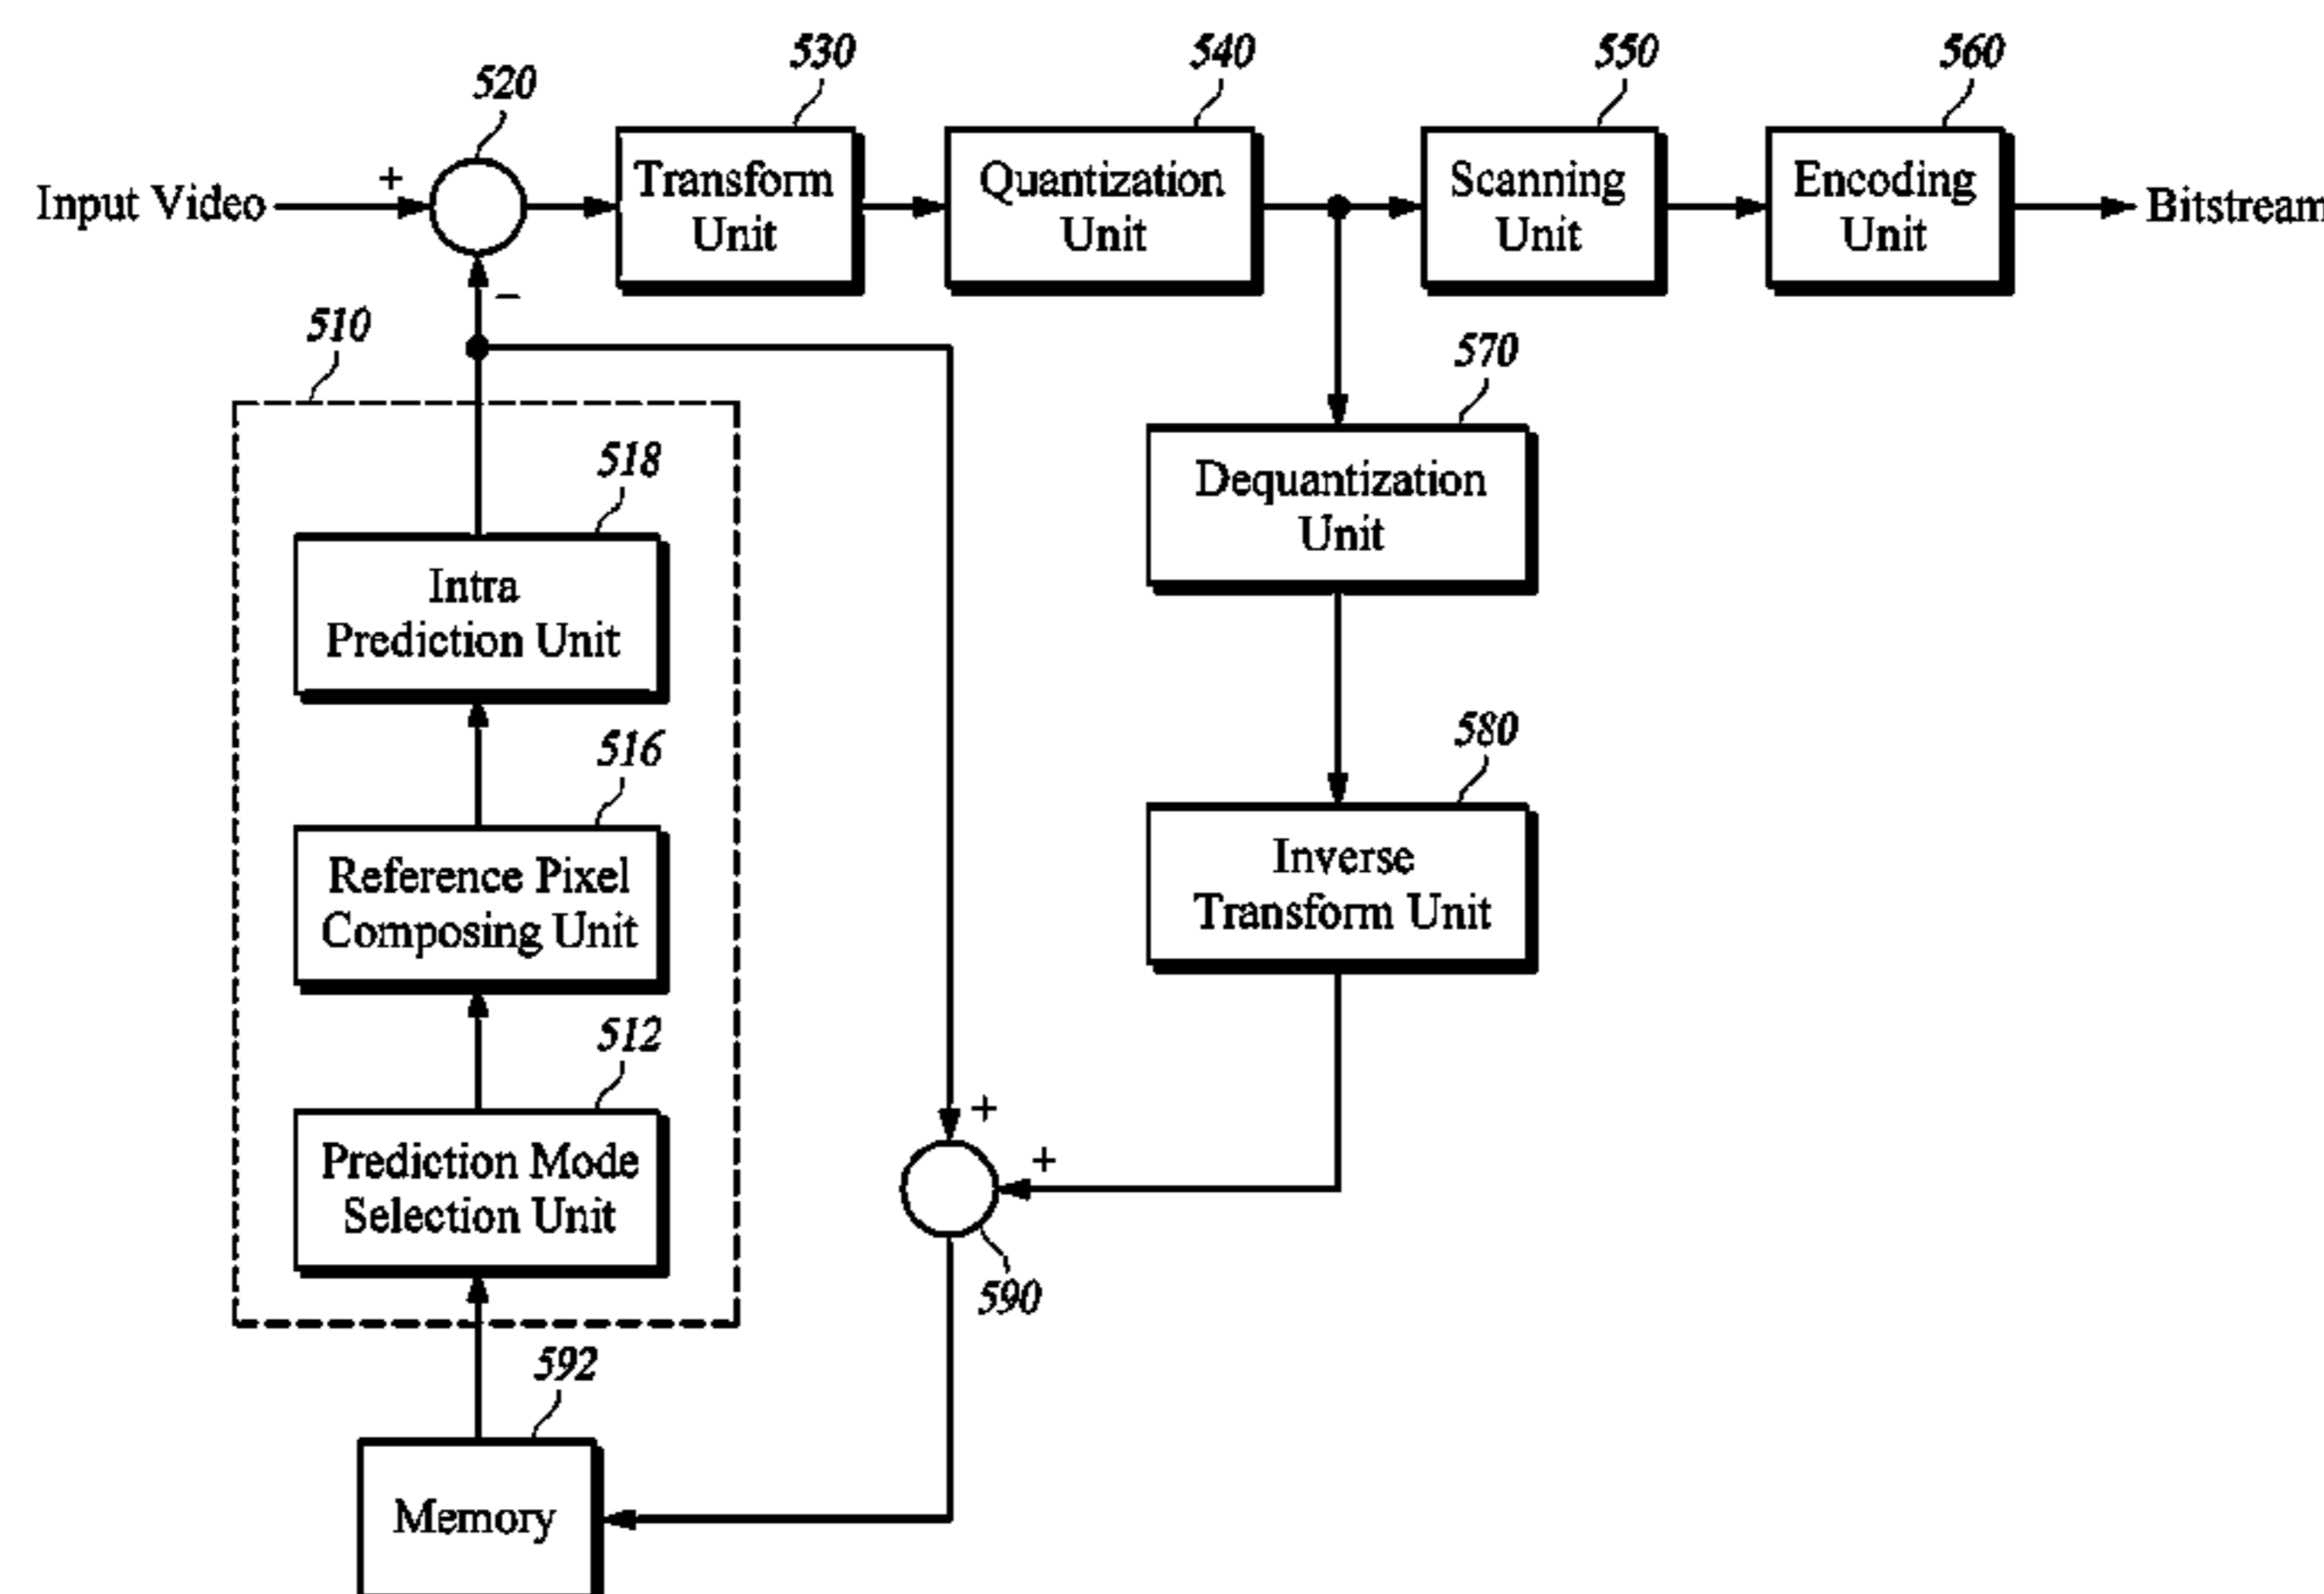 530
540
550
560
520
+
Input Video
Transform
Unit
Quantization
Unit
Scanning
Unit
Encoding
Unit
Bitstream
−
510
570
518
Dequantization
Unit
Intra
Prediction Unit
580
516
Inverse
Transform Unit
Reference Pixel
Composing Unit
512
+
+
Prediction Mode
Selection Unit
590
592
Memory